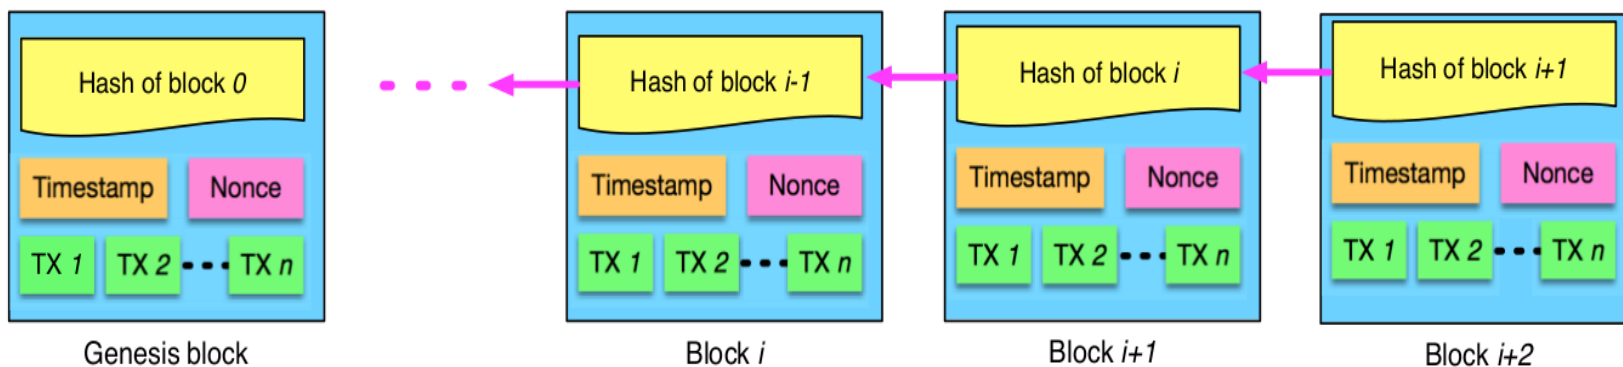 Hash of block 0
Timestamp Nonce
TX 1 TX 2 TX n
Genesis block
Hash of block i-1
Timestamp Nonce
TX 1 TX 2 TX n
Block i
Hash of block i
Timestamp Nonce
TX 1 TX 2 TX n
Block i+1
Hash of block i+1
Timestamp Nonce
TX 1 TX 2 TX n
Block i+2